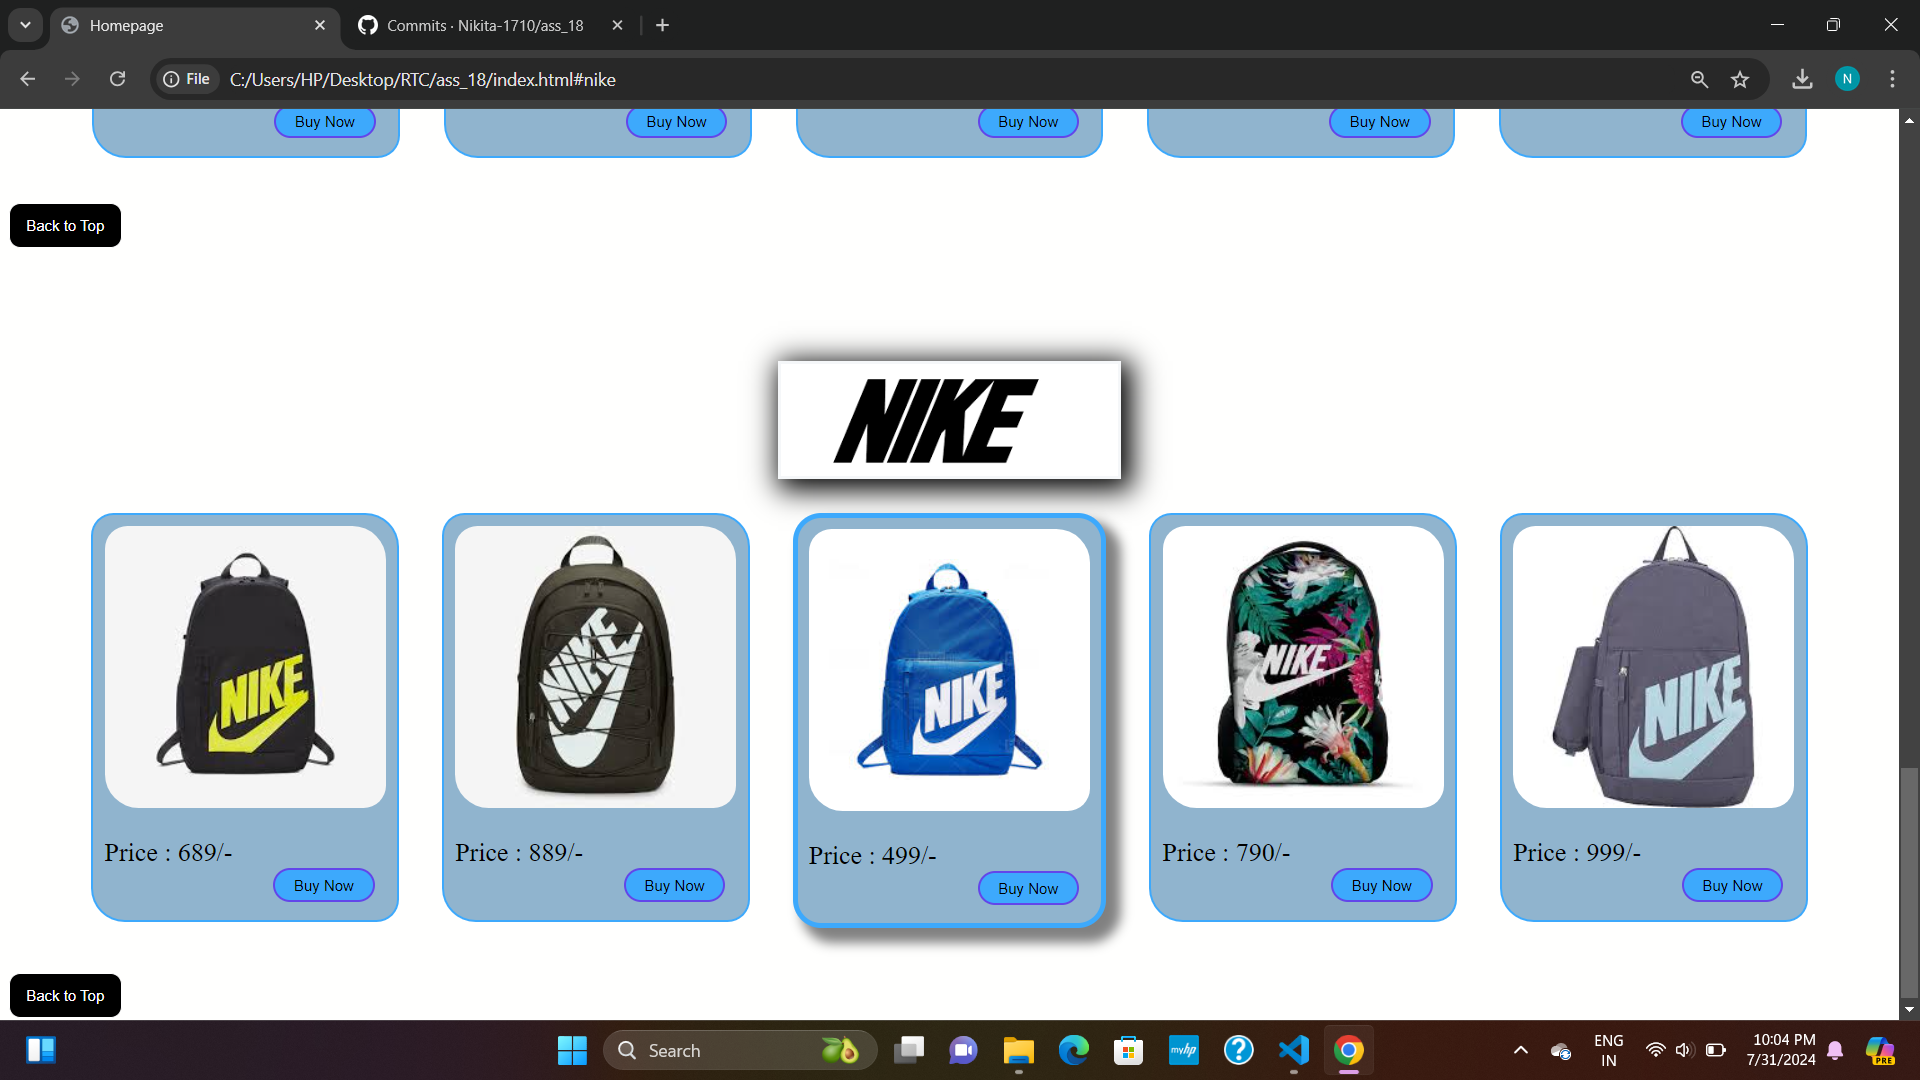 Homepage
Commits · Nikita-1710/ass_18
File
C:/Users/HP/Desktop/RTC/ass_18/index.html#nike
N
Buy Now Buy Now Buy Now Buy Now Buy Now
Back to Top
NIKE
NIKE NIKE NIKE NIKE NIKE
Price : 689/- Price : 889/- Price : 499/- Price : 790/- Price : 999/-
Buy Now Buy Now Buy Now Buy Now Buy Now
Back to Top
Search
myhp
ENG
IN
10:04 PM
7/31/2024
PRE